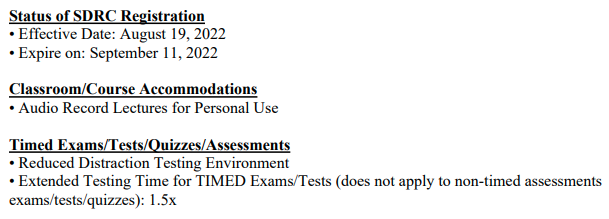 Status of SDRC Registration
• Effective Date: August 19, 2022
• Expire on: September 11, 2022
Classroom/Course Accommodations
• Audio Record Lectures for Personal Use
Timed Exams/Tests/Quizzes/Assessments
• Reduced Distraction Testing Environment
• Extended Testing Time for TIMED Exams/Tests (does not apply to non-timed assessments
exams/tests/quizzes): 1.5x